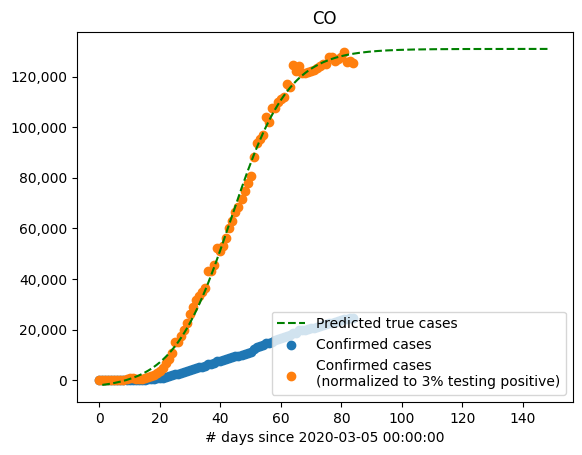 CO
120,000
100,000
80,000
60,000
40,000
20,000
0
0 20 40 60 80 100 120 140
# days since 2020-03-05 00:00:00
Predicted true cases
Confirmed cases
Confirmed cases
(normalized to 3% testing positive)